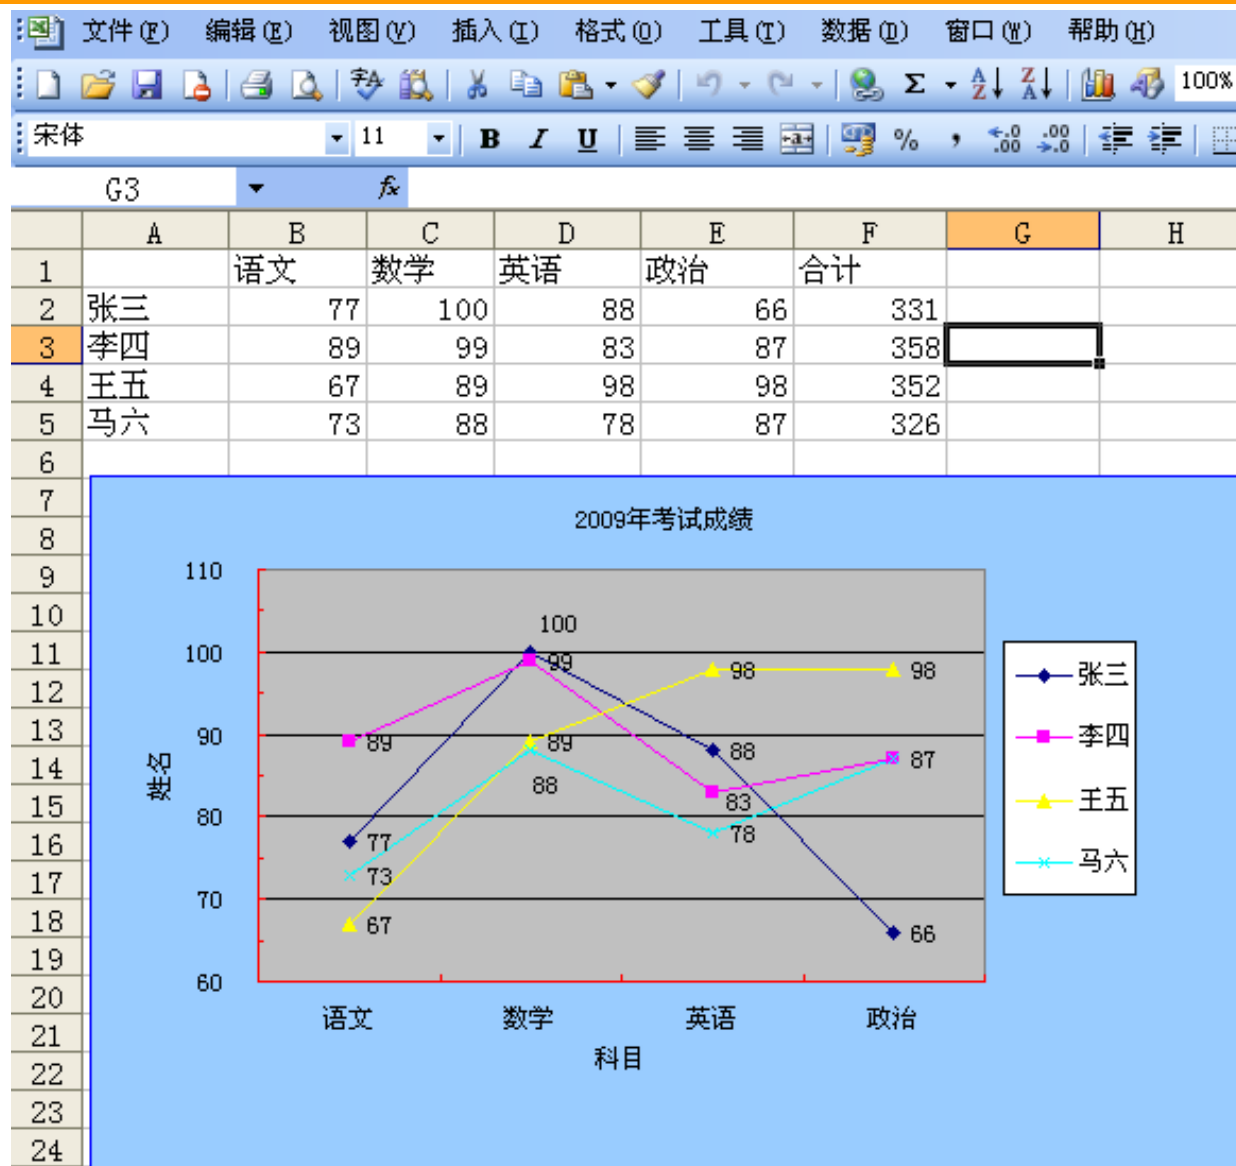 文件(F) 编辑(E) 视图(V) 插入(I) 格式(O) 工具(T) 数据(D) 窗口(W) 帮助(H)
字A Σ A Z Z A 100%
宋体 11 B I U a % , .0 .00 .00 .0
G3 fx
A B C D E F G H
1 语文 数学 英语 政治 合计
2 张三 77 100 88 66 331
3 李四 89 99 83 87 358
4 王五 67 89 98 98 352
5 马六 73 88 78 87 326
6
7
8
9
10
11
12
13
14
15
16
17
18
19
20
21
22
23
24
2009年考试成绩
姓名
110
100
90
80
70
60
100
99
98
98
89
89
88
87
88
83
77
78
73
67
66
语文 数学 英语 政治
科目
张三
李四
王五
马六